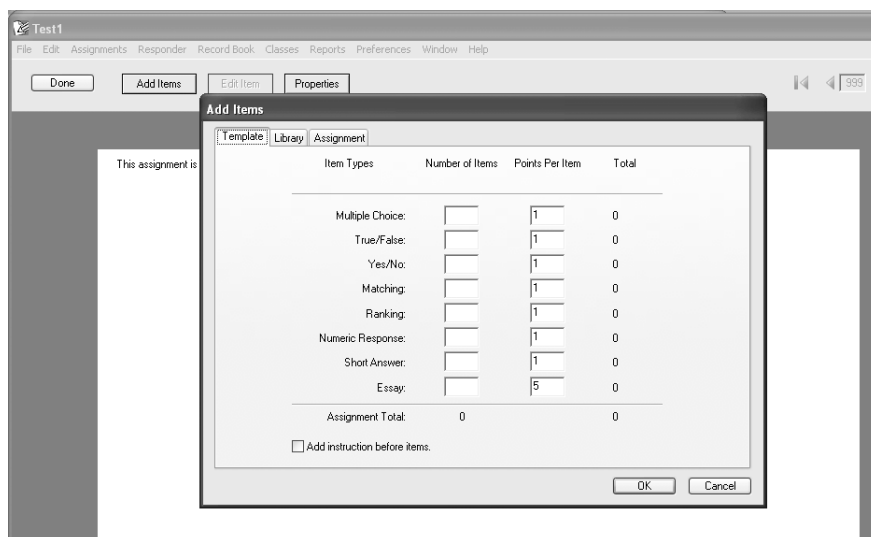 Test1
File Edit Assignments Responder Record Book Classes Reports Preferences Window Help
Done Add Items Edit Item Properties 999
Add Items
Template Library Assignment
This assignment is
Item Types Number of Items Points Per Item Total
Multiple Choice: 1 0
True/False: 1 0
Yes/No: 1 0
Matching: 1 0
Ranking: 1 0
Numeric Response: 1 0
Short Answer: 1 0
Essay: 5 0
Assignment Total: 0 0
Add instruction before items.
OK Cancel